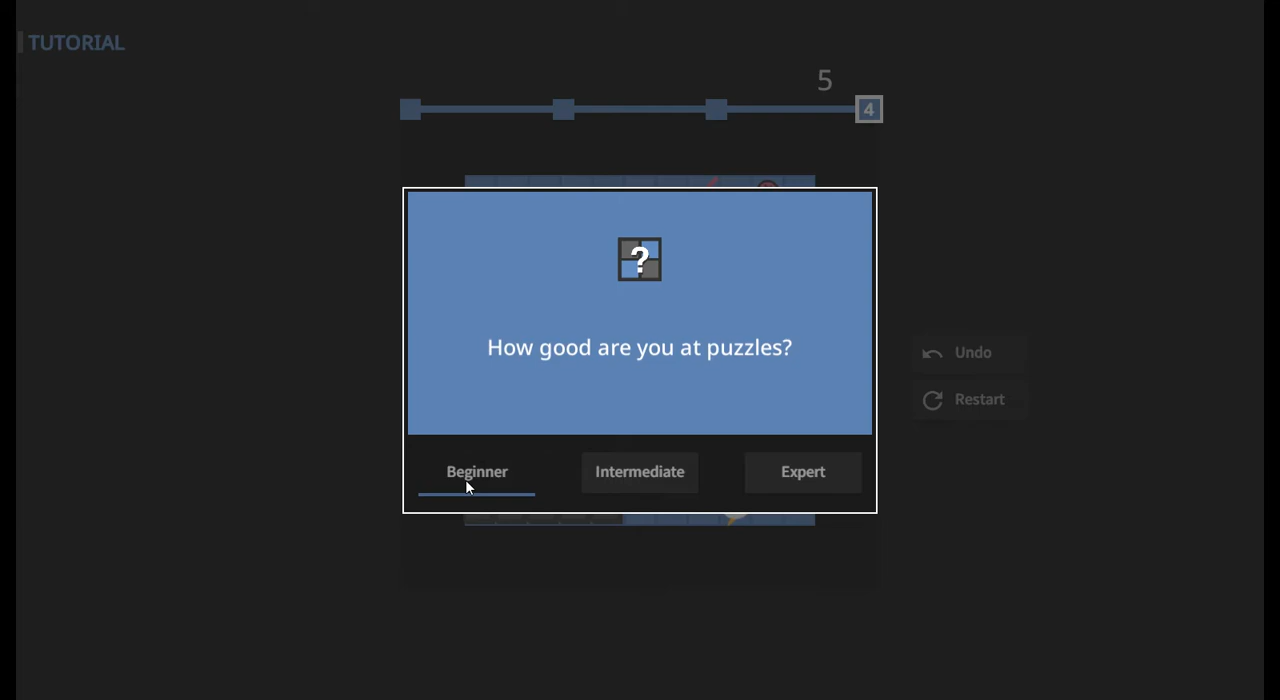 TUTORIAL
5
4
?
How good are you at puzzles?
Undo
Restart
Beginner
Intermediate
Expert